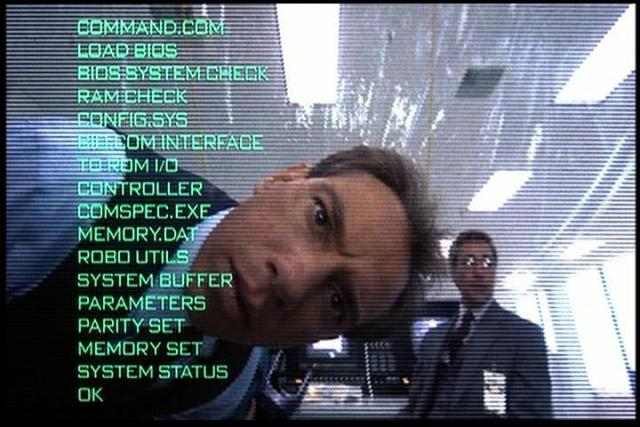 COMMAND.COM
LOAD BIOS
BIOS SYSTEM CHECK
RAM CHECK
CONFIG.SYS
BIO.COM INTERFACE
TO ROM I/O
CONTROLLER
COMSPEC.EXE
MEMORY.DAT
ROBO UTILS
SYSTEM BUFFER
PARAMETERS
PARITY SET
MEMORY SET
SYSTEM STATUS
OK